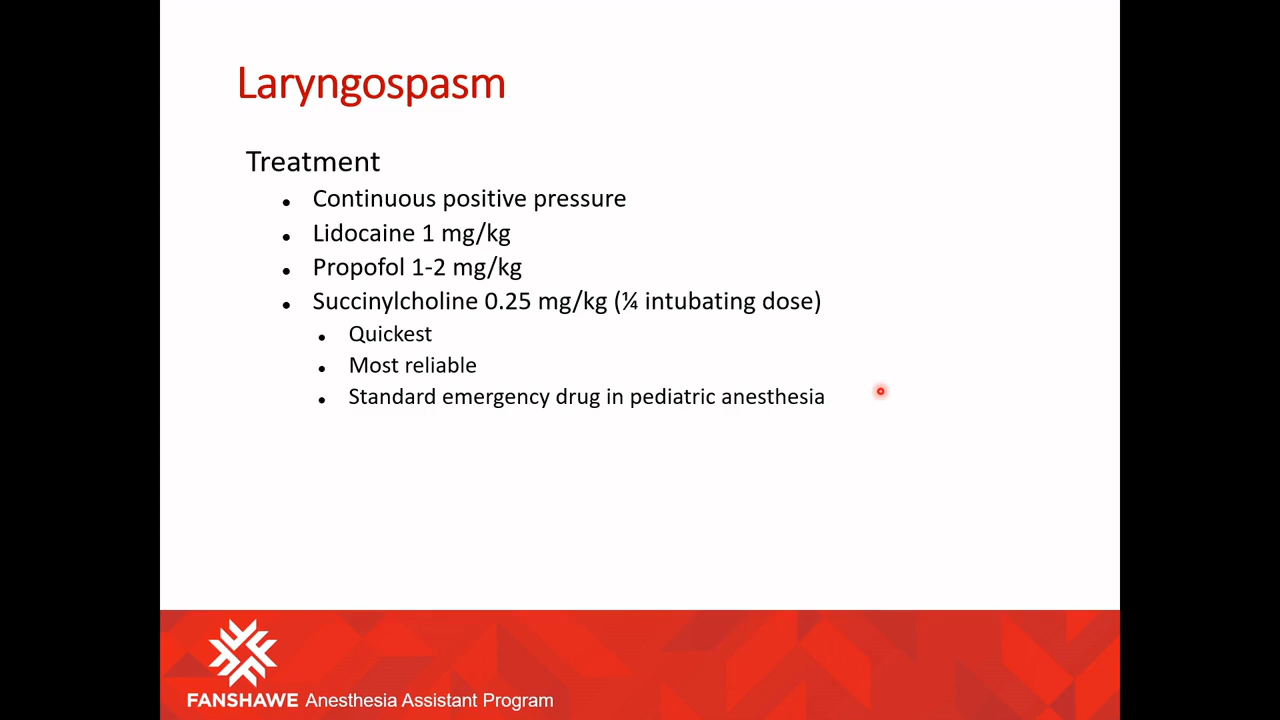 Laryngospasm
Treatment
• Continuous positive pressure
• Lidocaine 1 mg/kg
• Propofol 1-2 mg/kg
• Succinylcholine 0.25 mg/kg (¼ intubating dose)
• Quickest
• Most reliable
• Standard emergency drug in pediatric anesthesia
FANSHAWE Anesthesia Assistant Program